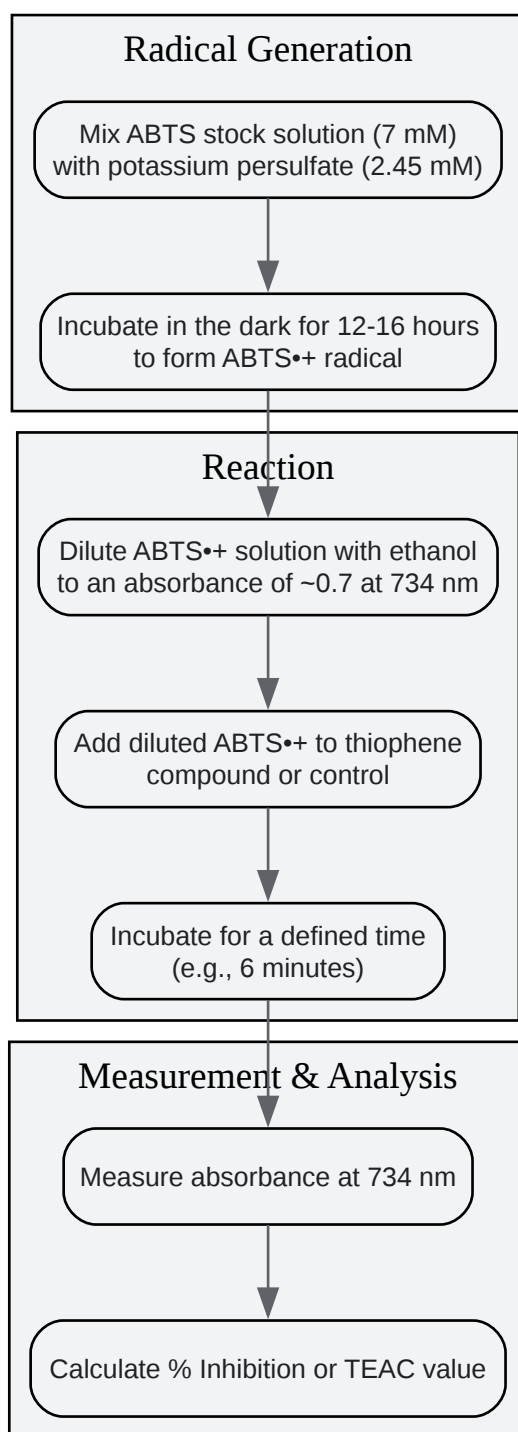 Radical Generation
Mix ABTS stock solution (7 mM)
with potassium persulfate (2.45 mM)
Incubate in the dark for 12-16 hours
to form ABTS•+ radical
Reaction
Dilute ABTS•+ solution with ethanol
to an absorbance of ~0.7 at 734 nm
Add diluted ABTS•+ to thiophene
compound or control
Incubate for a defined time
(e.g., 6 minutes)
Measurement & Analysis
Measure absorbance at 734 nm
Calculate % Inhibition or TEAC value